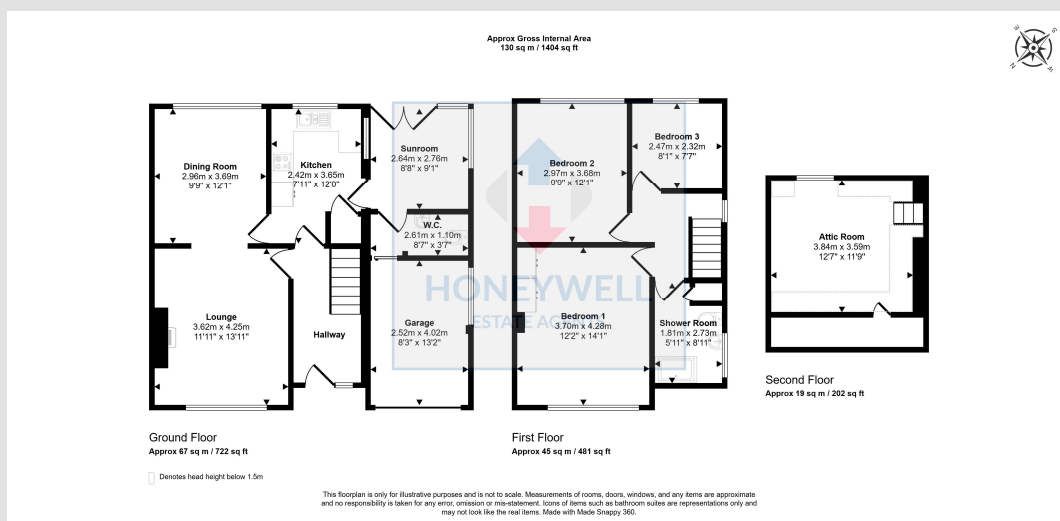 Approx Gross Internal Area
130 sq m / 1404 sq ft
E
S
N
W
Dining Room
2.96m x 3.69m
9'9" x 12'1"
Kitchen
2.42m x 3.65m
7'11" x 12'0"
Sunroom
2.64m x 2.76m
8'8" x 9'1"
W.C.
2.61m x 1.10m
8'7" x 3'7"
Lounge
3.62m x 4.25m
11'11" x 13'11"
Hallway
Garage
2.52m x 4.02m
8'3" x 13'2"
Ground Floor
Approx 67 sq m / 722 sq ft
Denotes head height below 1.5m
Bedroom 2
2.97m x 3.68m
9'9" x 12'1"
Bedroom 3
2.47m x 2.32m
8'1" x 7'7"
HONEYWELL
ESTATE AGENTS
Bedroom 1
3.70m x 4.28m
12'2" x 14'1"
Shower Room
1.81m x 2.73m
5'11" x 8'11"
First Floor
Approx 45 sq m / 481 sq ft
Attic Room
3.84m x 3.59m
12'7" x 11'9"
Second Floor
Approx 19 sq m / 202 sq ft
This floorplan is only for illustrative purposes and is not to scale. Measurements of rooms, doors, windows, and any items are approximate
and no responsibility is taken for any error, omission or mis-statement. Icons of items such as bathroom suites are representations only and
may not look like the real items. Made with Made Snappy 360.